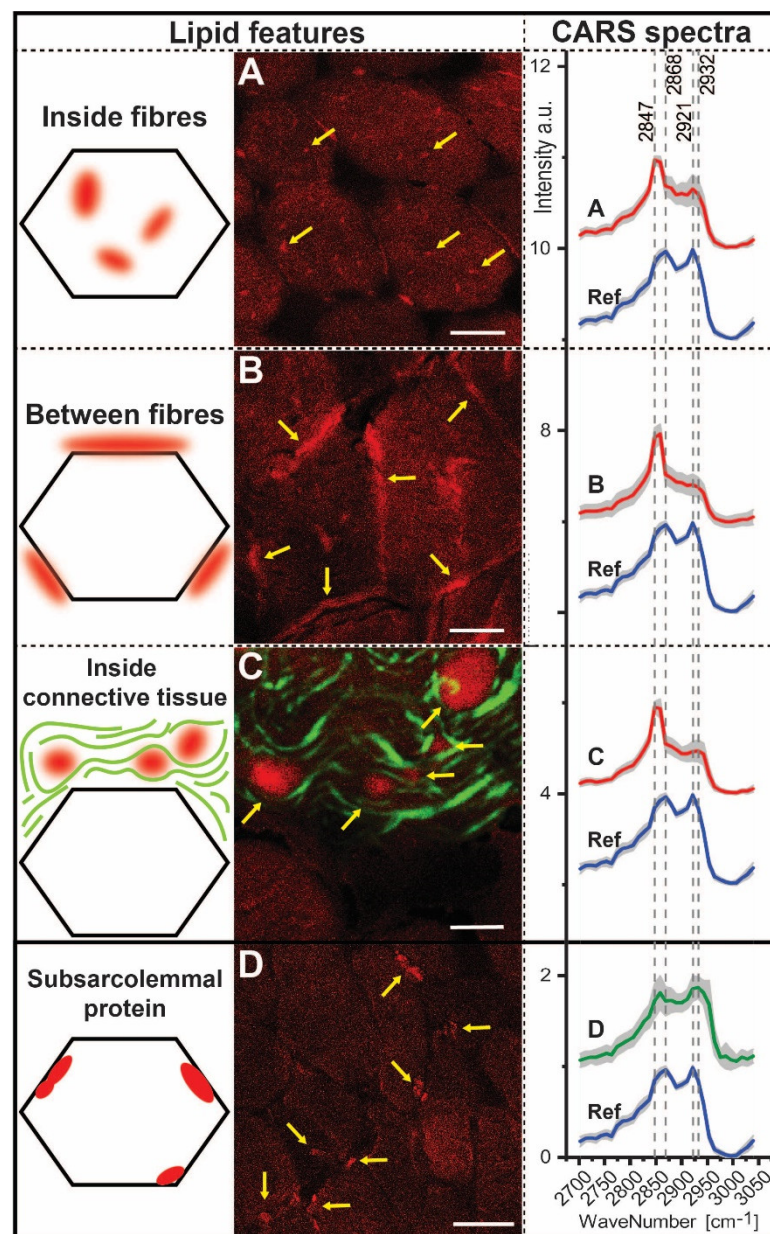 Lipid features
CARS spectra
Inside fibres
A
12
2847
2868
2921
2932
Intensity a.u.
A
10
Ref
Between fibres
B
8
B
Ref
Inside
connective tissue
C
C
4
Ref
Subsarcolemmal
protein
D
2
D
Ref
0
2700
2750
2800
2850
2900
2950
3000
3050
WaveNumber [cm-1]